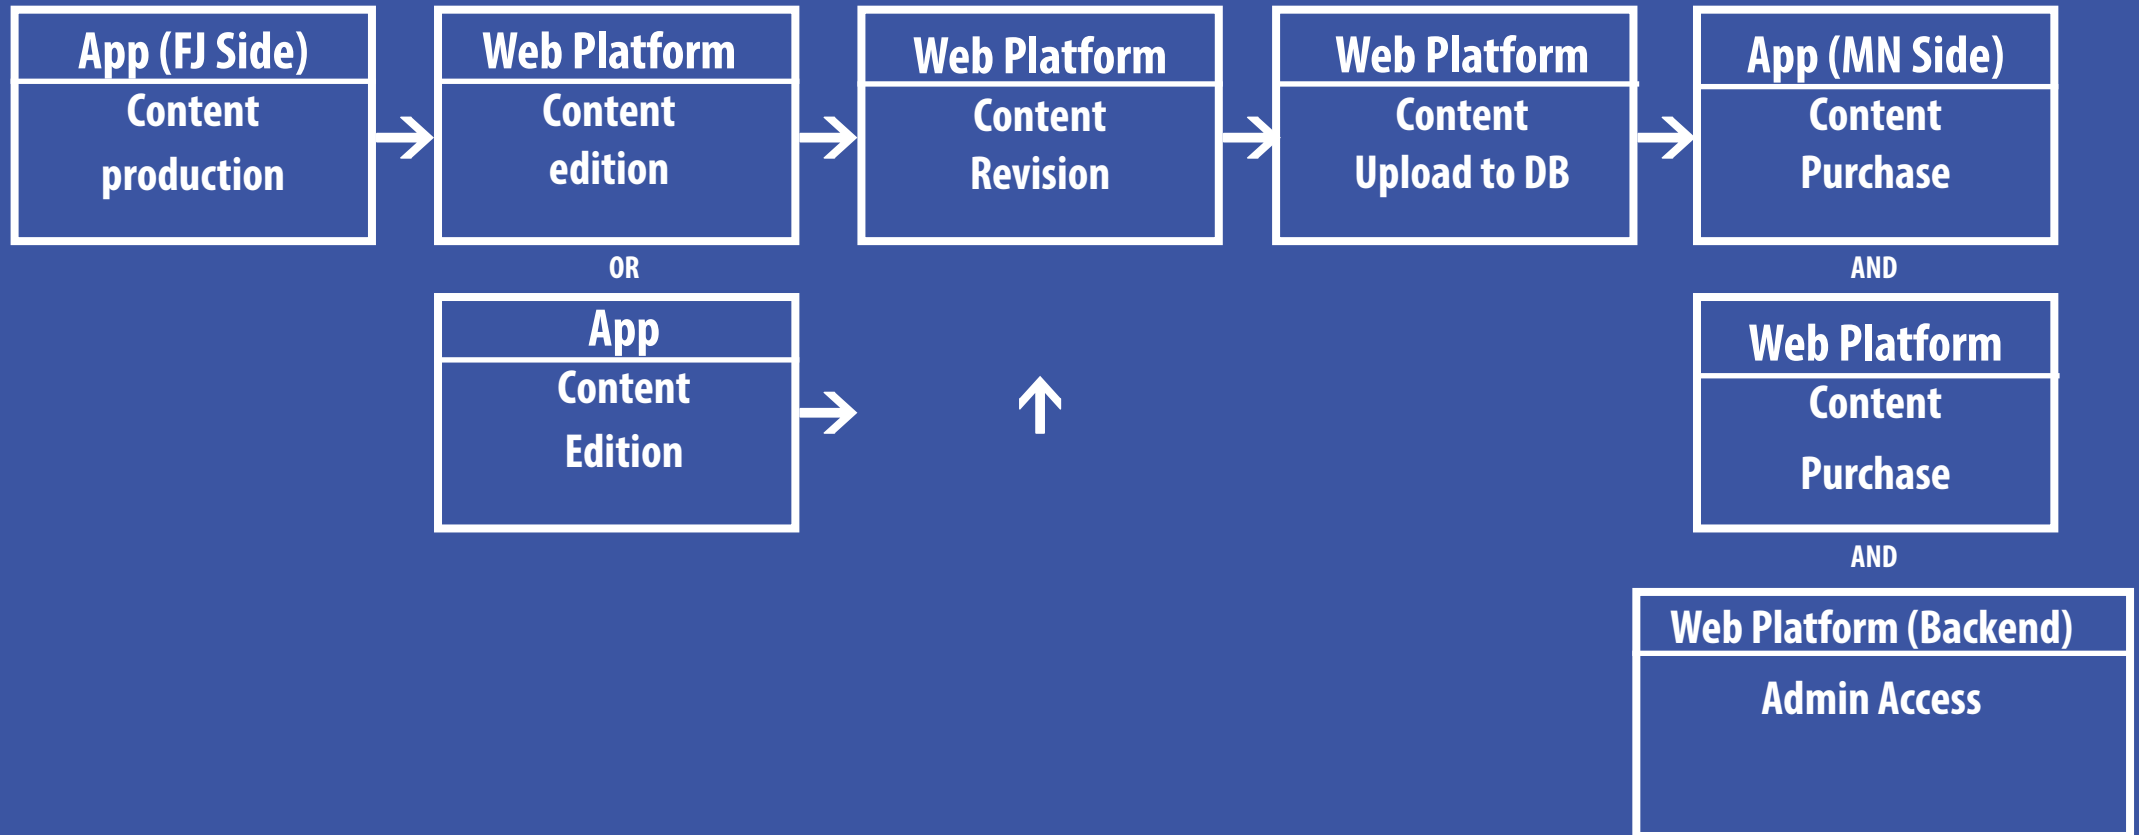 App (FJ Side)
Content
production
Web Platform
Content
edition
OR
App
Content
Edition
Web Platform
Content
Revision
Web Platform
Content
Upload to DB
App (MN Side)
Content
Purchase
AND
Web Platform
Content
Purchase
AND
Web Platform (Backend)
Admin Access